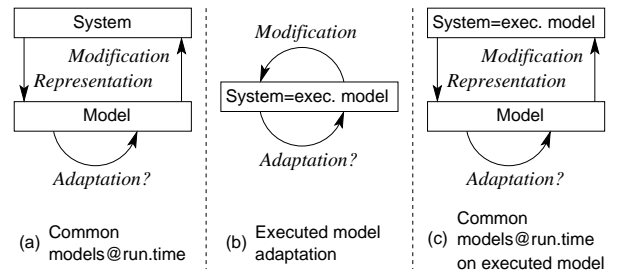 System
Modification
Representation
Model
Adaptation?
(a) Common
models@run.time
Modification
System=exec. model
Adaptation?
(b) Executed model
adaptation
System=exec. model
Modification
Representation
Model
Adaptation?
(c) Common
models@run.time
on executed model